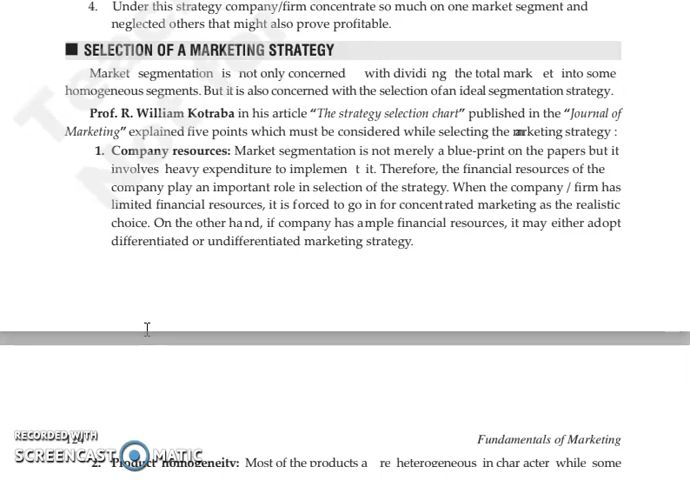 4. Under this strategy company/firm concentrate so much on one market segment and
neglected others that might also prove profitable.
SELECTION OF A MARKETING STRATEGY
Market segmentation is not only concerned with dividi ng the total mark et into some
homogeneous segments. But it is also concerned with the selection of an ideal segmentation strategy.
Prof. R. William Kotraba in his article "The strategy selection chart" published in the "Journal of
Marketing" explained five points which must be considered while selecting the marketing strategy :
1. Company resources: Market segmentation is not merely a blue-print on the papers but it
involves heavy expenditure to implemen t it. Therefore, the financial resources of the
company play an important role in selection of the strategy. When the company / firm has
limited financial resources, it is forced to go in for concentrated marketing as the realistic
choice. On the other hand, if company has ample financial resources, it may either adopt
differentiated or undifferentiated marketing strategy.
RECORDED WITH
Fundamentals of Marketing
SCREENCAST MATIC
2. Product homogeneity: Most of the products a re heterogeneous in char acter while some